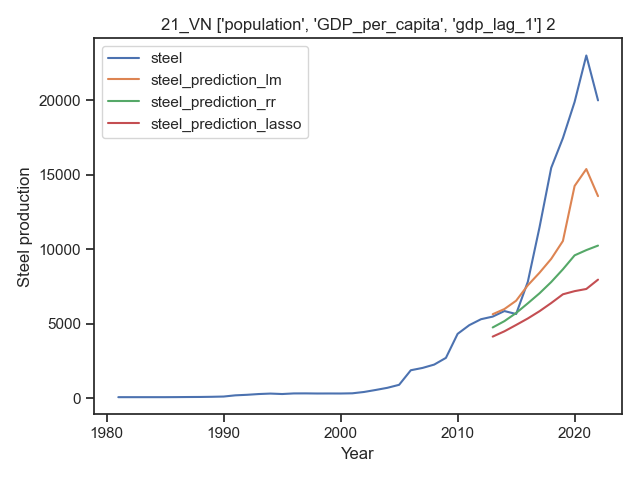 21_VN ['population', 'GDP_per_capita', 'gdp_lag_1'] 2
steel
steel_prediction_lm
steel_prediction_rr
steel_prediction_lasso
Steel production
20000
15000
10000
5000
0
1980
1990
2000
2010
2020
Year